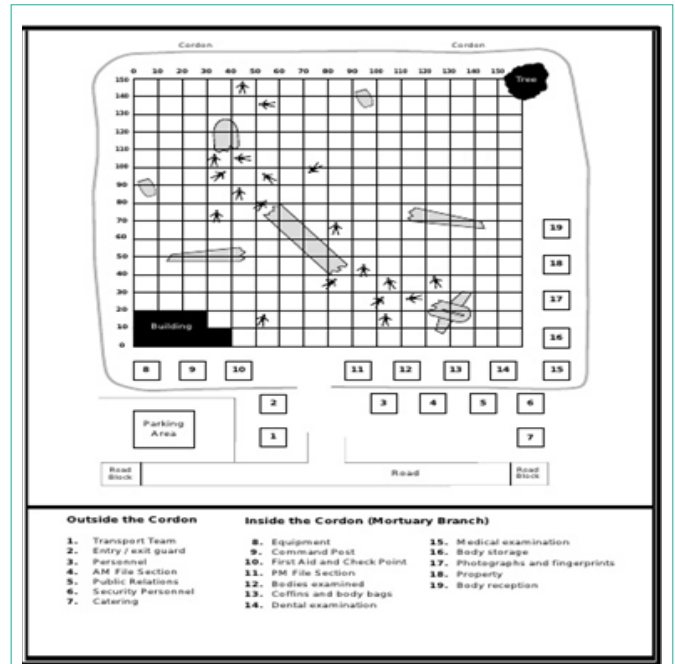 Cordon Cordon
0 10 20 30 40 50 60 70 80 90 100 110 120 130 140 150
Tree
150
140
130
120
110
100
90
80
70
60
50
40
30
20
10
0
19
18
17
16
Building
8 9 10 11 12 13 14 15
2 3 4 5 6
Parking
Area
1 7
Road
Block
Road
Road
Block
Outside the Cordon
1. Transport Team
2. Entry / exit guard
3. Personnel
4. AM File Section
5. Public Relations
6. Security Personnel
7. Catering
Inside the Cordon (Mortuary Branch)
8. Equipment
9. Command Post
10. First Aid and Check Point
11. PM File Section
12. Bodies examined
13. Coffins and body bags
14. Dental examination
15. Medical examination
16. Body storage
17. Photographs and fingerprints
18. Property
19. Body reception